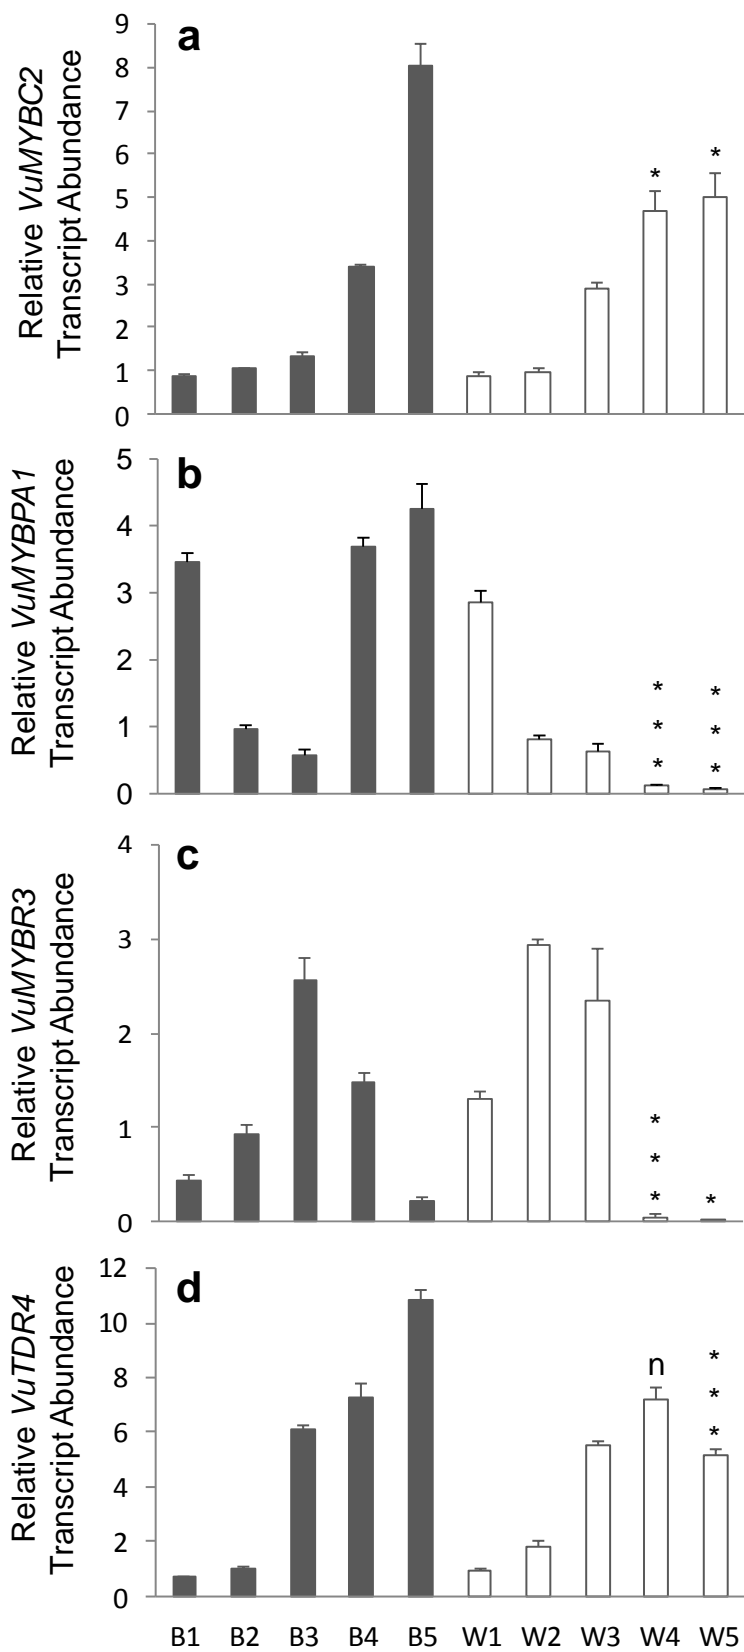 a
Relative VuMYBC2
Transcript Abundance
9
8
7
6
5
4
3
2
1
0
*
*
b
Relative VuMYBPA1
Transcript Abundance
5
4
3
2
1
0
* *
* *
* *
c
Relative VuMYBR3
Transcript Abundance
4
3
2
1
0
*
*
* *
d
Relative VuTDR4
Transcript Abundance
12
10
8
6
4
2
0
n
*
*
*
B1 B2 B3 B4 B5 W1 W2 W3 W4 W5